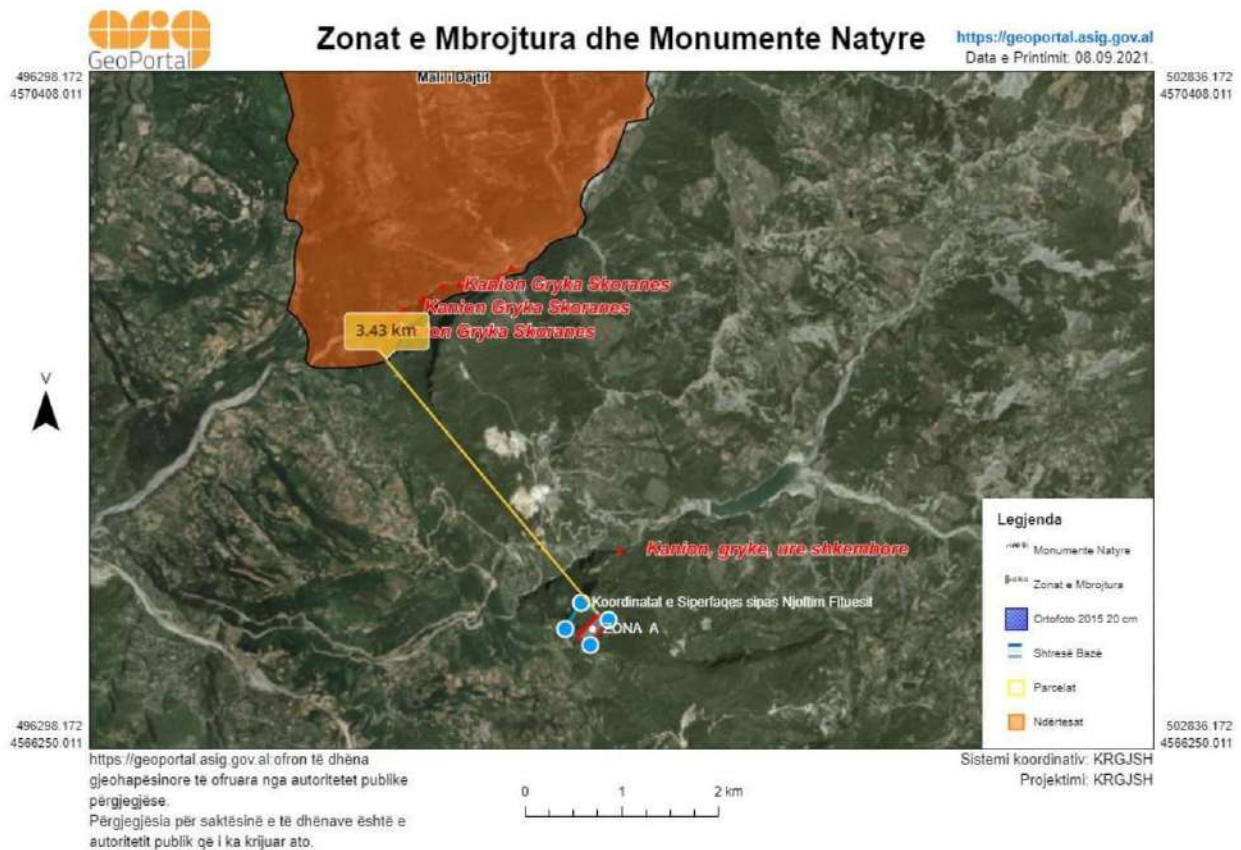 asig
GeoPortal
Zonat e Mbrojtura dhe Monumente Natyre
https://geoportal.asig.gov.al
Data e Printimit: 08.09.2021.
496298.172
4570408.011
502836.172
4570408.011
Mali i Dajtit
Kanion Gryka Skoranes
Kanion Gryka Skoranes
3.43 km
Gryka Skoranes
V
Kanion, gryke, ure shkembore
Koordinatat e Siperfaqes sipas Njoftim Fituesit
ZONA A
Legjenda
Monumente Natyre
Zonat e Mbrojtura
Ortofoto 2015 20 cm
Shtresë Bazë
Parcelat
Ndërtesat
496298.172
4566250.011
502836.172
4566250.011
https://geoportal.asig.gov.al ofron të dhëna
gjeohapësinore të ofruara nga autoritetet publike
përgjegjëse.
Përgjegjësia për saktësinë e të dhënave është e
autoritetit publik që i ka krijuar ato.
0 1 2 km
Sistemi koordinativ: KRGJSH
Projektimi: KRGJSH